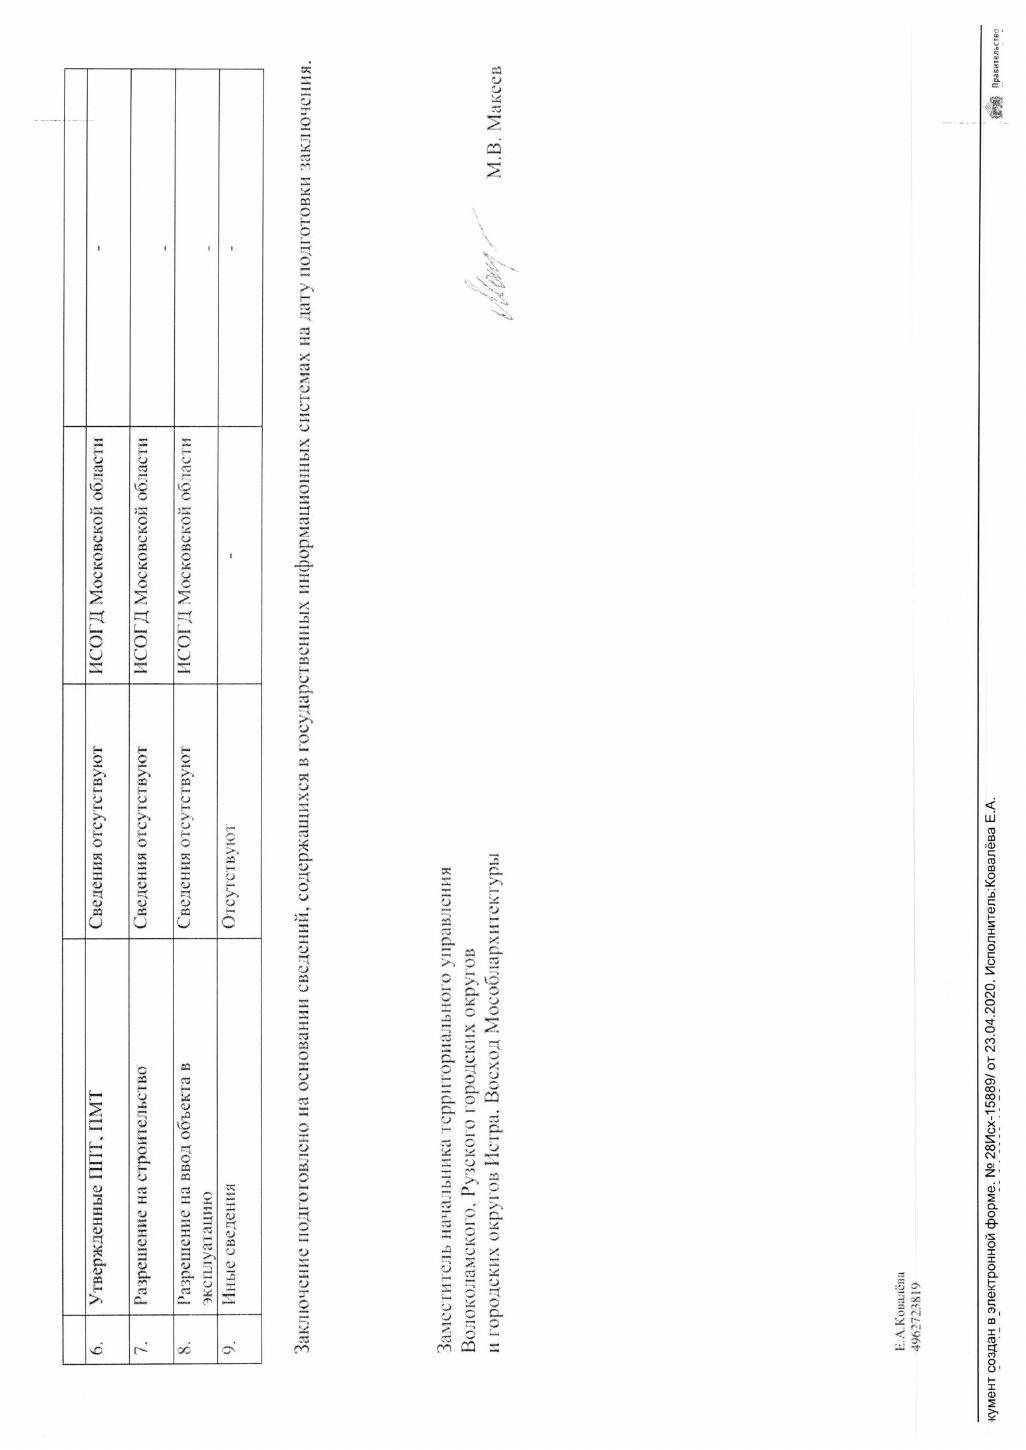 6. Утвержденные ППТ, ПМТ Сведения отсутствуют ИСОГД Московской области -
7. Разрешение на строительство Сведения отсутствуют ИСОГД Московской области -
8. Разрешение на ввод объекта в Сведения отсутствуют ИСОГД Московской области -
эксплуатацию
9. Иные сведения Отсутствуют - -
Заключение подготовлено на основании сведений, содержащихся в государственных информационных системах на дату подготовки заключения.
Заместитель начальника территориального управления
Волоколамского, Рузского городских округов
и городских округов Истра, Восход Мособлархитектуры М.В. Макеев
Е.А.Ковалёва
4962723819
кумент создан в электронной форме. № 28Исх-15889/ от 23.04.2020. Исполнитель:Ковалёва Е.А.
Правительство